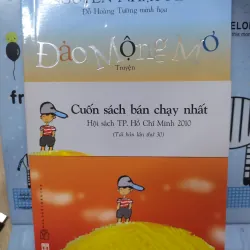 Đỗ Hoàng Tường minh họa
Đảo Mộng Mơ
Truyện
Cuốn sách bán chạy nhất
Hội sách TP. Hồ Chí Minh 2010
(Tái bản lần thứ 30)